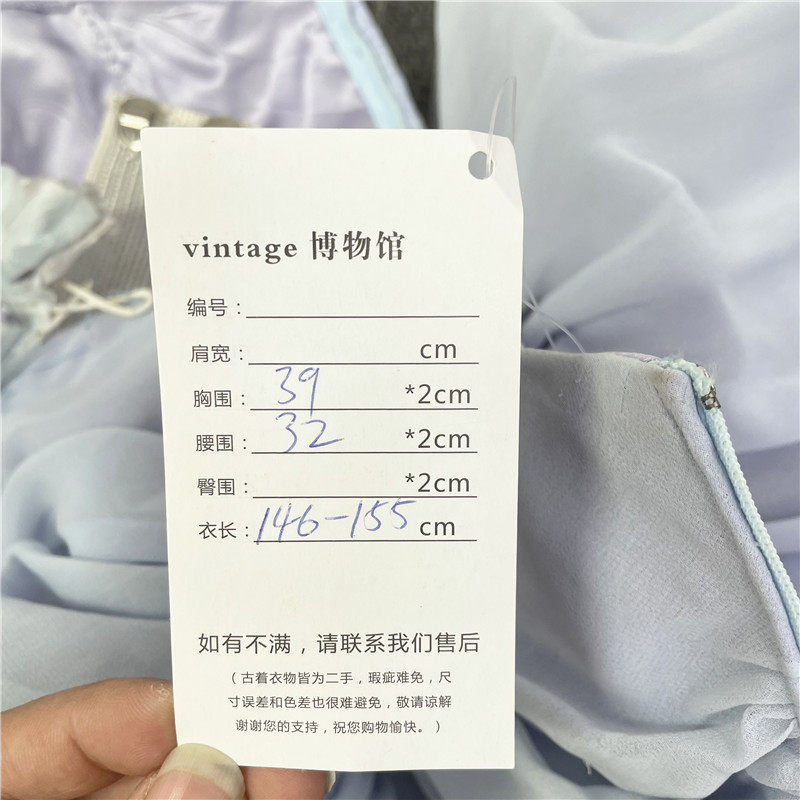 vintage 博物馆
编号：
肩宽： cm
胸围： 39 *2cm
腰围： 32 *2cm
臀围： *2cm
衣长：146-155 cm
如有不满，请联系我们售后
（古着衣物皆为二手，瑕疵难免，尺
寸误差和色差也很难避免，敬请谅解
谢谢您的支持，祝您购物愉快。）